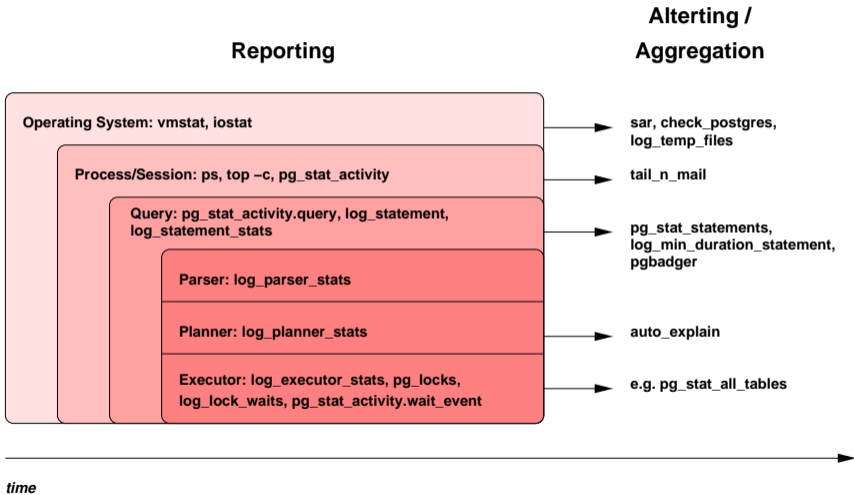 Alterting /
Reporting
Aggregation
Operating System: vmstat, iostat
sar, check_postgres,
log_temp_files
Process/Session: ps, top −c, pg_stat_activity
tail_n_mail
Query: pg_stat_activity.query, log_statement,
log_statement_stats
pg_stat_statements,
log_min_duration_statement,
pgbadger
Parser: log_parser_stats
Planner: log_planner_stats
auto_explain
Executor: log_executor_stats, pg_locks,
log_lock_waits, pg_stat_activity.wait_event
e.g. pg_stat_all_tables
time